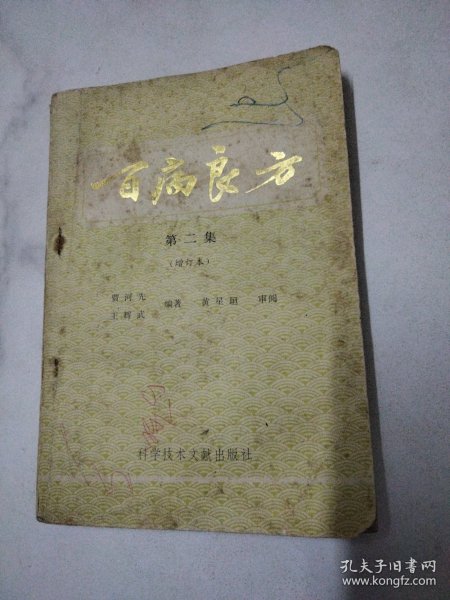 百病良方
第二集
（增订本）
贾河先
王辉武 编著 黄星垣 审阅
科学技术文献出版社
孔夫子旧书网
www.kongfz.com